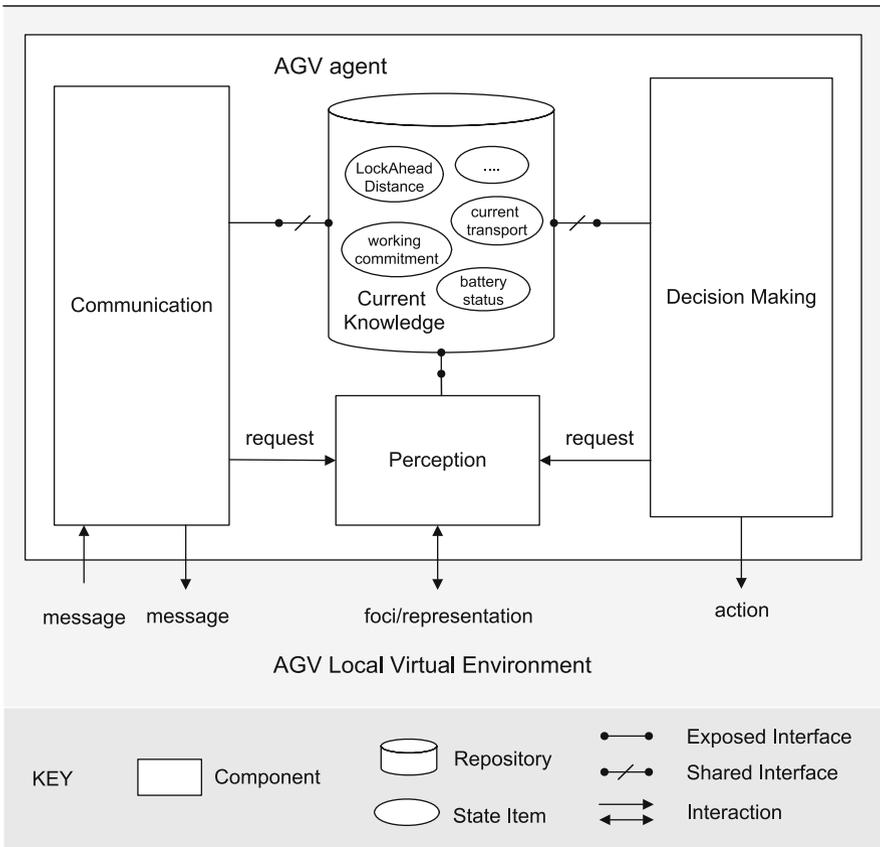 AGV agent
LockAhead
Distance
....
current
transport
working
commitment
battery
status
Current
Knowledge
Communication
Decision Making
request
Perception
request
message
message
foci/representation
action
AGV Local Virtual Environment
KEY
Component
Repository
State Item
Exposed Interface
Shared Interface
Interaction